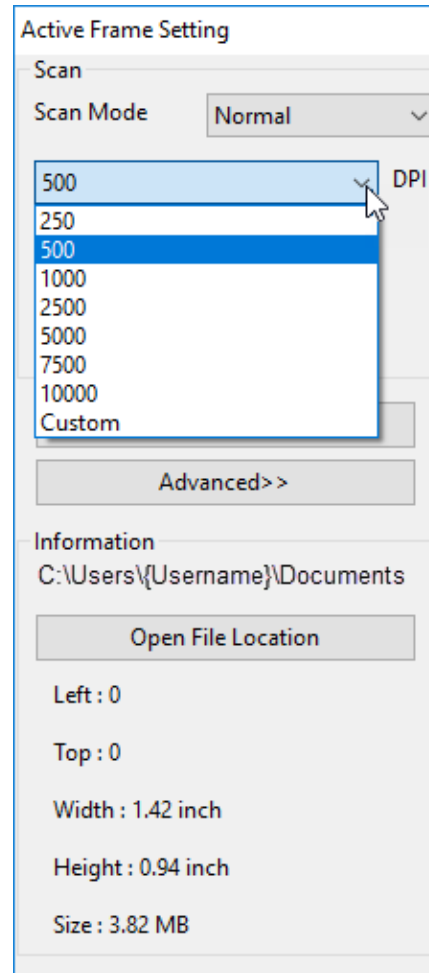 Active Frame Setting
Scan
Scan Mode Normal
500 DPI
250
500
1000
2500
5000
7500
10000
Custom
Advanced>>
Information
C:\Users\{Username}\Documents
Open File Location
Left : 0
Top : 0
Width : 1.42 inch
Height : 0.94 inch
Size : 3.82 MB